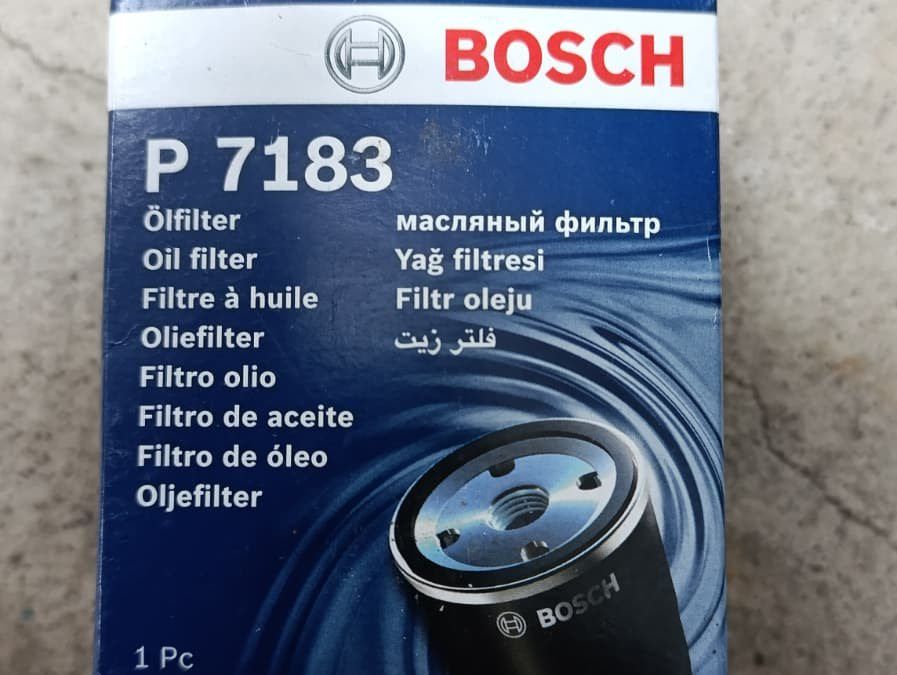 BOSCH
P 7183
Ölfilter
Oil filter
Filtre à huile
Oliefilter
Filtro olio
Filtro de aceite
Filtro de óleo
Oljefilter
масляный фильтр
Yağ filtresi
Filtr oleju
فلتر زيت
BOSCH
1 Pc